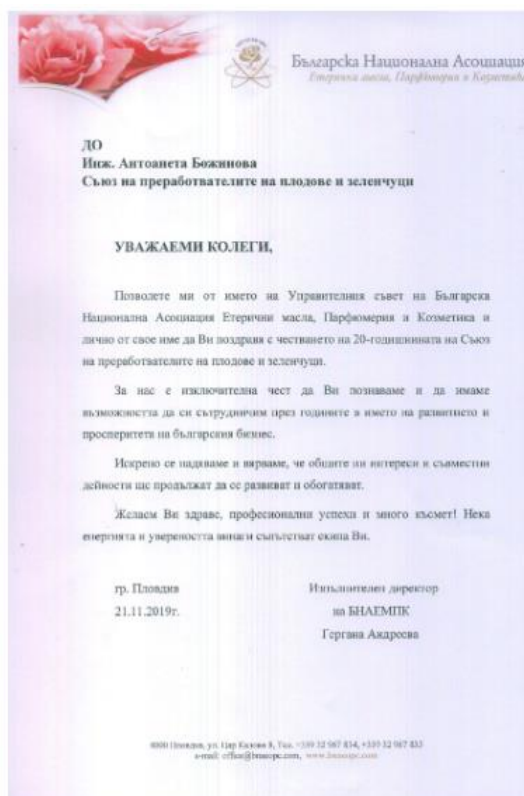 Българска Национална Асоциация
Етерични масла, Парфюмерия и Козметика
ДО
Инж. Антоанета Божинова
Съюз на преработвателите на плодове и зеленчуци
УВАЖАЕМИ КОЛЕГИ,
Позволете ми от името на Управителния съвет на Българска
Национална Асоциация Етерични масла, Парфюмерия и Козметика и
лично от свое име да Ви поздравя с честването на 20-годишнината на Съюз
на преработвателите на плодове и зеленчуци.
За нас е изключителна чест да Ви познаваме и да имаме
възможността да си сътрудничим през годините в името на развитието и
просперитета на българския бизнес.
Искрено се надяваме и вярваме, че общите ни интереси и съвместни
дейности ще продължат да се развиват и обогатяват.
Желаем Ви здраве, професионални успехи и много късмет! Нека
енергията и увереността винаги съпътстват екипа Ви.
гр. Пловдив
Изпълнителен директор
21.11.2019г.
на БНАЕМПК
Гергана Андреева
Пловдив, ул. Цар
e-mail: